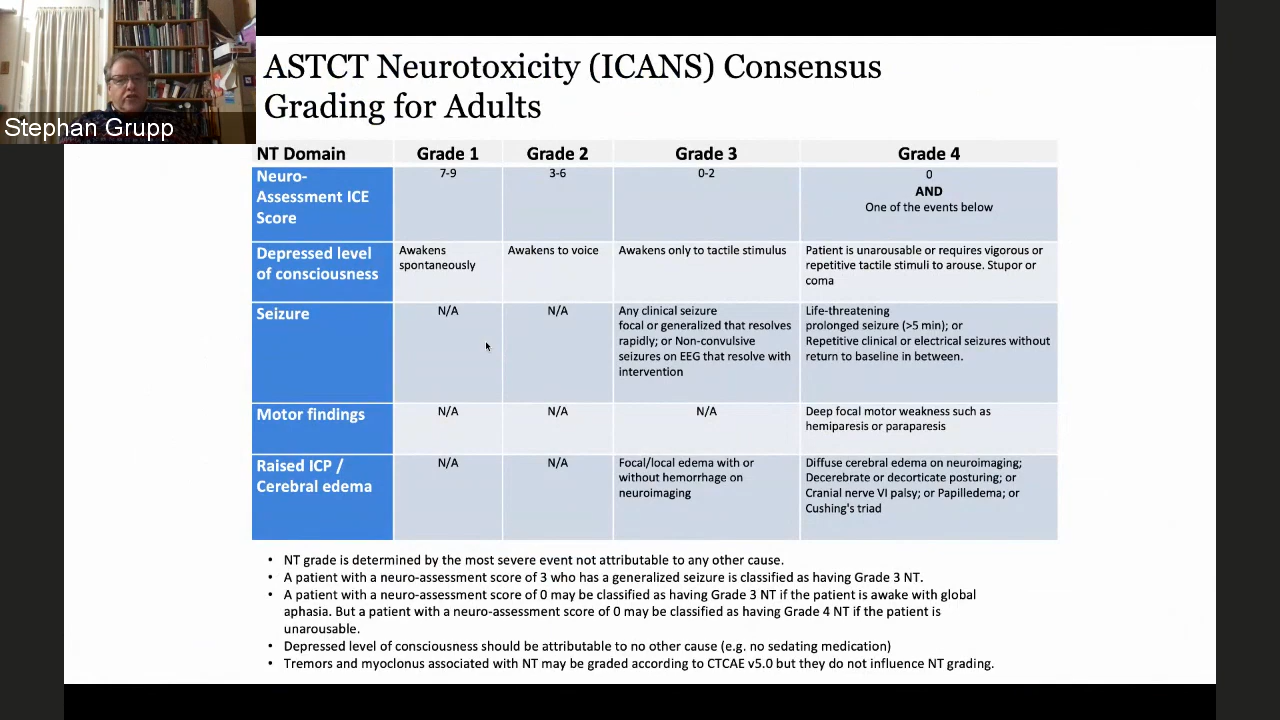 Stephan Grupp
ASTCT Neurotoxicity (ICANS) Consensus
Grading for Adults
NT Domain Grade 1 Grade 2 Grade 3 Grade 4
Neuro-
Assessment ICE
Score
7-9
3-6
0-2
0
AND
One of the events below
Depressed level
of consciousness
Awakens
spontaneously
Awakens to voice
Awakens only to tactile stimulus
Patient is unarousable or requires vigorous or
repetitive tactile stimuli to arouse. Stupor or
coma
Seizure
N/A
N/A
Any clinical seizure
focal or generalized that resolves
rapidly; or Non-convulsive
seizures on EEG that resolve with
intervention
Life-threatening
prolonged seizure (>5 min); or
Repetitive clinical or electrical seizures without
return to baseline in between.
Motor findings
N/A
N/A
N/A
Deep focal motor weakness such as
hemiparesis or paraparesis
Raised ICP /
Cerebral edema
N/A
N/A
Focal/local edema with or
without hemorrhage on
neuroimaging
Diffuse cerebral edema on neuroimaging;
Decerebrate or decorticate posturing; or
Cranial nerve VI palsy; or Papilledema; or
Cushing's triad
• NT grade is determined by the most severe event not attributable to any other cause.
• A patient with a neuro-assessment score of 3 who has a generalized seizure is classified as having Grade 3 NT.
• A patient with a neuro-assessment score of 0 may be classified as having Grade 3 NT if the patient is awake with global
aphasia. But a patient with a neuro-assessment score of 0 may be classified as having Grade 4 NT if the patient is
unarousable.
• Depressed level of consciousness should be attributable to no other cause (e.g. no sedating medication)
• Tremors and myoclonus associated with NT may be graded according to CTCAE v5.0 but they do not influence NT grading.